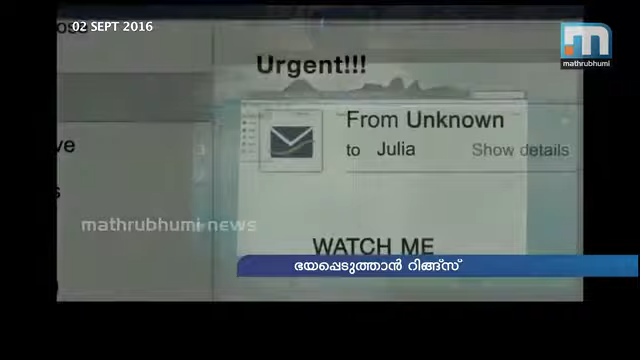 02 SEPT 2016
mathrubhumi
Urgent!!!
From Unknown
to Julia Show details
ve
mathrubhumi news
WATCH ME
ഭയപ്പെടുത്താൻ റിങ്ങ്സ്